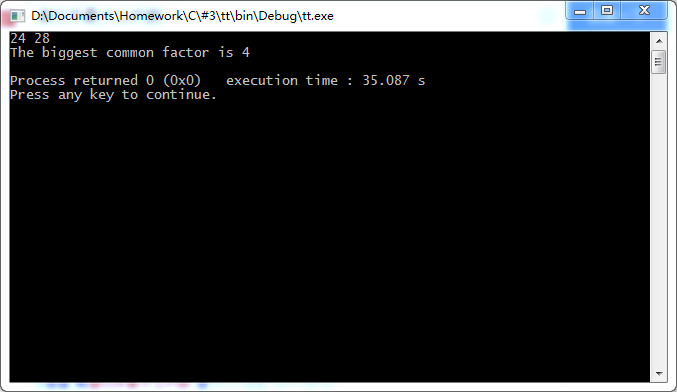 D:\Documents\Homework\C\#3\tt\bin\Debug\tt.exe
24 28
The biggest common factor is 4
Process returned 0 (0x0)   execution time : 35.087 s
Press any key to continue.